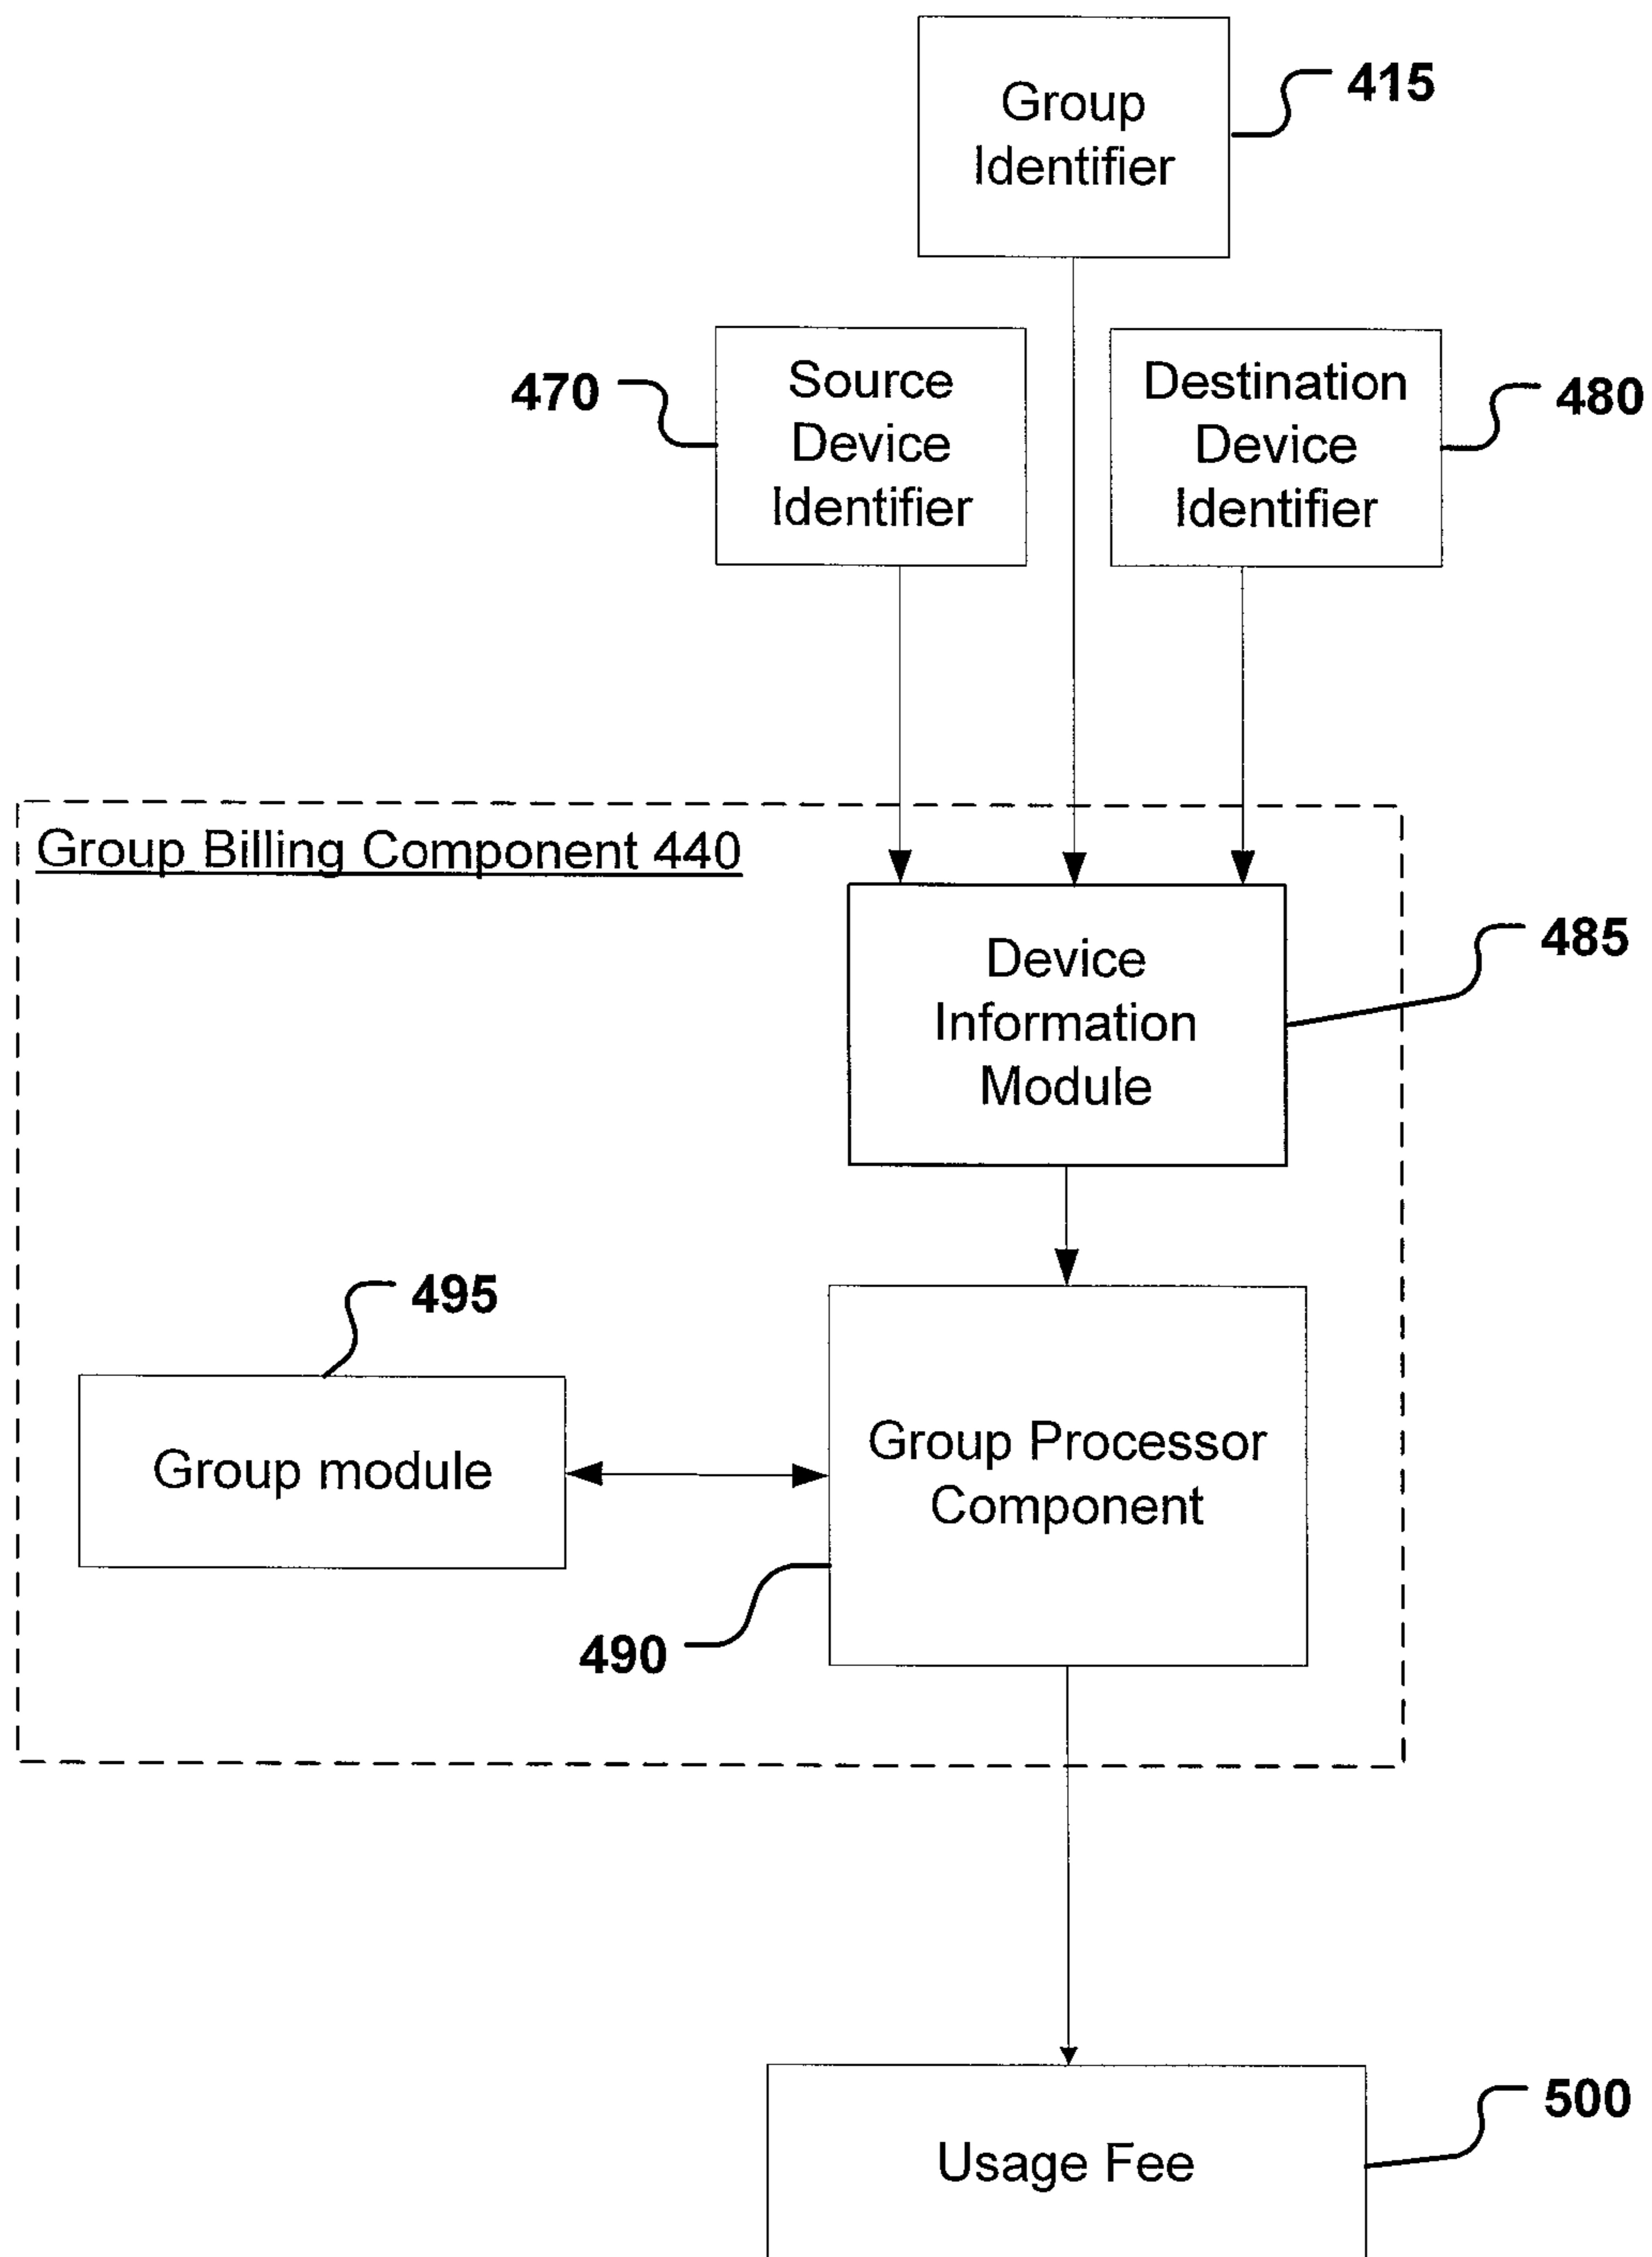 Group
Identifier
415
470
Source
Device
Identifier
Destination
Device
Identifier
480
Group Billing Component 440
Device
Information
Module
485
495
Group module
Group Processor
Component
490
Usage Fee
500